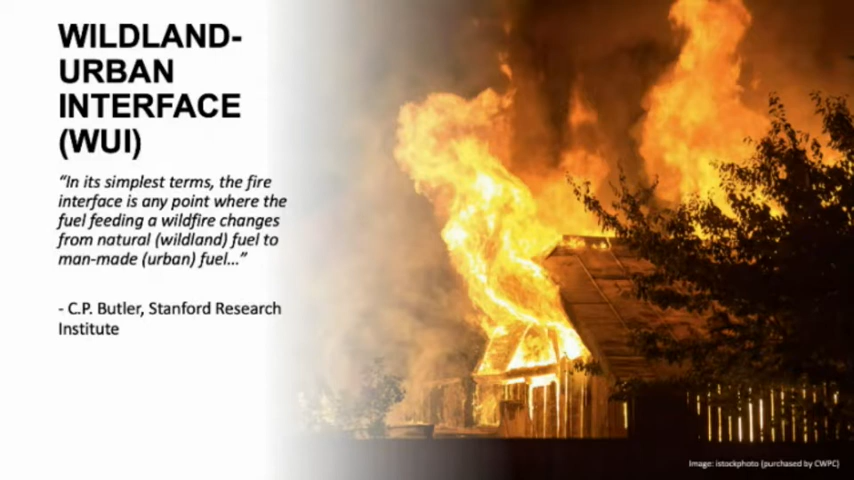 WILDLAND-
URBAN
INTERFACE
(WUI)
“In its simplest terms, the fire
interface is any point where the
fuel feeding a wildfire changes
from natural (wildland) fuel to
man-made (urban) fuel...”
- C.P. Butler, Stanford Research
Institute
Image: istockphoto (purchased by CWPC)